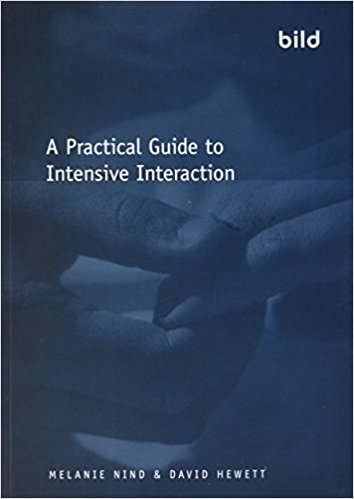 bild
A Practical Guide to
Intensive Interaction
MELANIE NIND & DAVID HEWETT